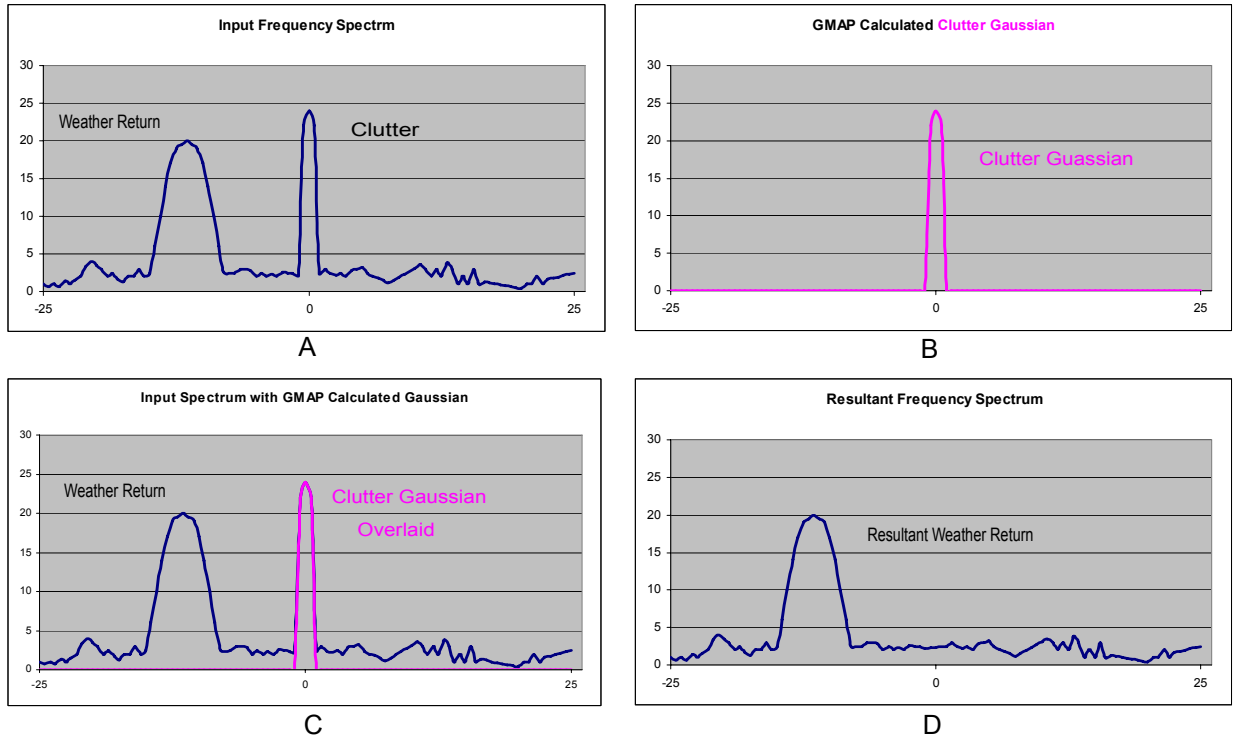 Input Frequency Spectrm
30
25
20
15
10
5
0
-25
0
25
Weather Return
Clutter
A
GMAP Calculated Clutter Gaussian
30
25
20
15
10
5
0
-25
0
25
Clutter Guassian
B
Input Spectrum with GMAP Calculated Gaussian
30
25
20
15
10
5
0
-25
0
25
Weather Return
Clutter Gaussian
Overlaid
C
Resultant Frequency Spectrum
30
25
20
15
10
5
0
-25
0
25
Resultant Weather Return
D